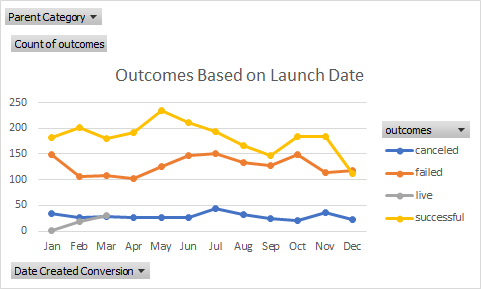 Parent Category
Count of outcomes
Outcomes Based on Launch Date
250
200
150
100
50
0
Jan Feb Mar Apr May Jun Jul Aug Sep Oct Nov Dec
outcomes
canceled
failed
live
successful
Date Created Conversion